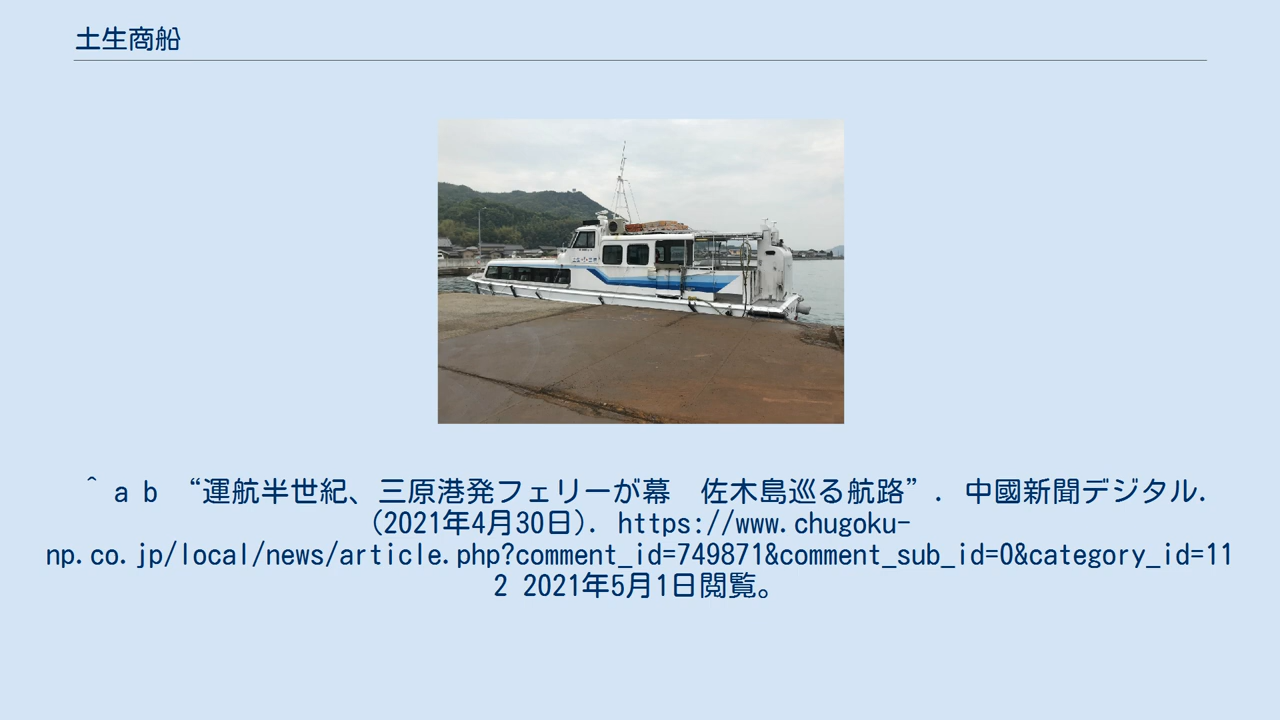 土生商船
^ a b “運航半世紀、三原港発フェリーが幕　佐木島巡る航路”. 中國新聞デジタル.
(2021年4月30日). https://www.chugoku-
np.co.jp/local/news/article.php?comment_id=749871&comment_sub_id=0&category_id=11
2 2021年5月1日閲覧。